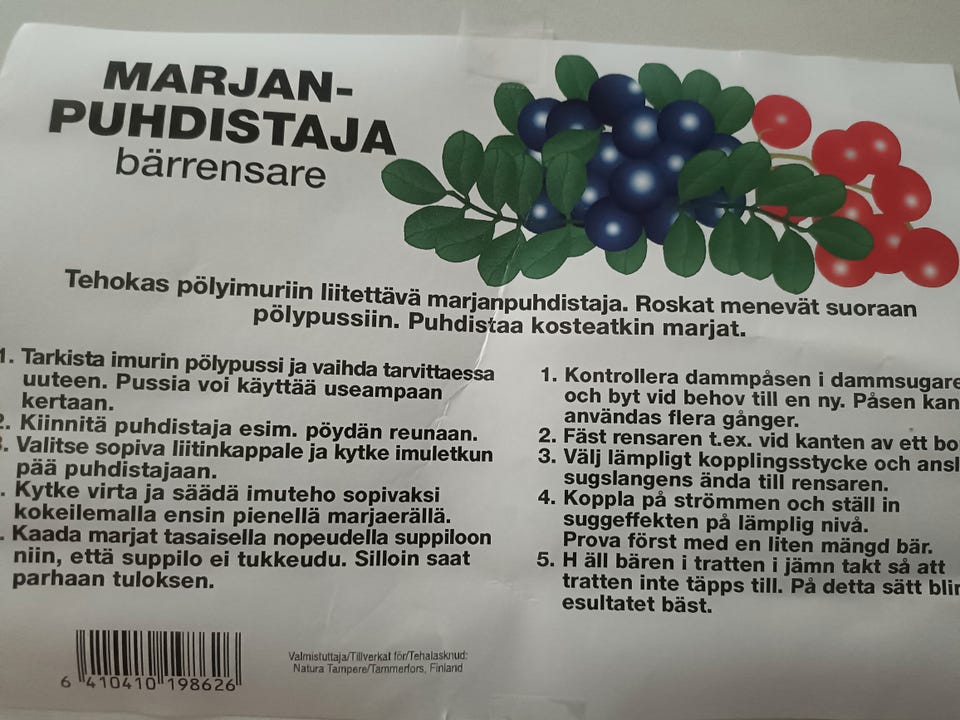 MARJAN-
PUHDISTAJA
bärrensare
Tehokas pölyimuriin liitettävä marjanpuhdistaja. Roskat menevät suoraan
pölypussiin. Puhdistaa kosteatkin marjat.
1. Tarkista imurin pölypussi ja vaihda tarvittaessa
uuteen. Pussia voi käyttää useampaan
kertaan.
2. Kiinnitä puhdistaja esim. pöydän reunaan.
. Valitse sopiva liitinkappale ja kytke imuletkun
pää puhdistajaan.
. Kytke virta ja säädä imuteho sopivaksi
kokeilemalla ensin pienellä marjaerällä.
. Kaada marjat tasaisella nopeudella suppiloon
niin, että suppilo ei tukkeudu. Silloin saat
parhaan tuloksen.
1. Kontrollera dammpåsen i dammsugare
och byt vid behov till en ny. Påsen kan
användas flera gånger.
2. Fäst rensaren t.ex. vid kanten av ett bo
3. Välj lämpligt kopplingsstycke och ansl
sugslangens ända till rensaren.
4. Koppla på strömmen och ställ in
suggeffekten på lämplig nivå.
Prova först med en liten mängd bär.
5. H äll bären i tratten i jämn takt så att
tratten inte täpps till. På detta sätt blir
esultatet bäst.
6 410410 198626
Valmistuttaja/Tillverkat för/Tehalasknud:
Natura Tampere/Tammerfors, Finland